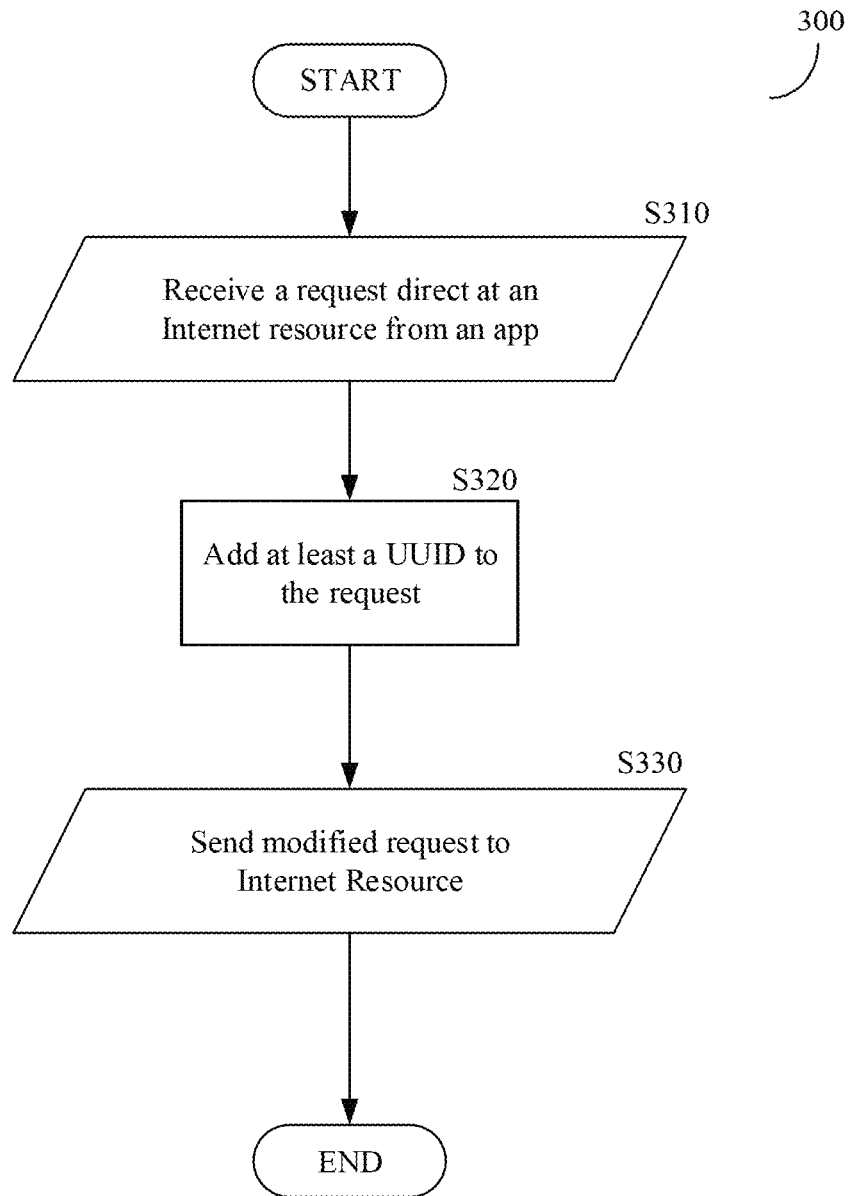 300
START
S310
Receive a request direct at an
Internet resource from an app
S320
Add at least a UUID to
the request
S330
Send modified request to
Internet Resource
END